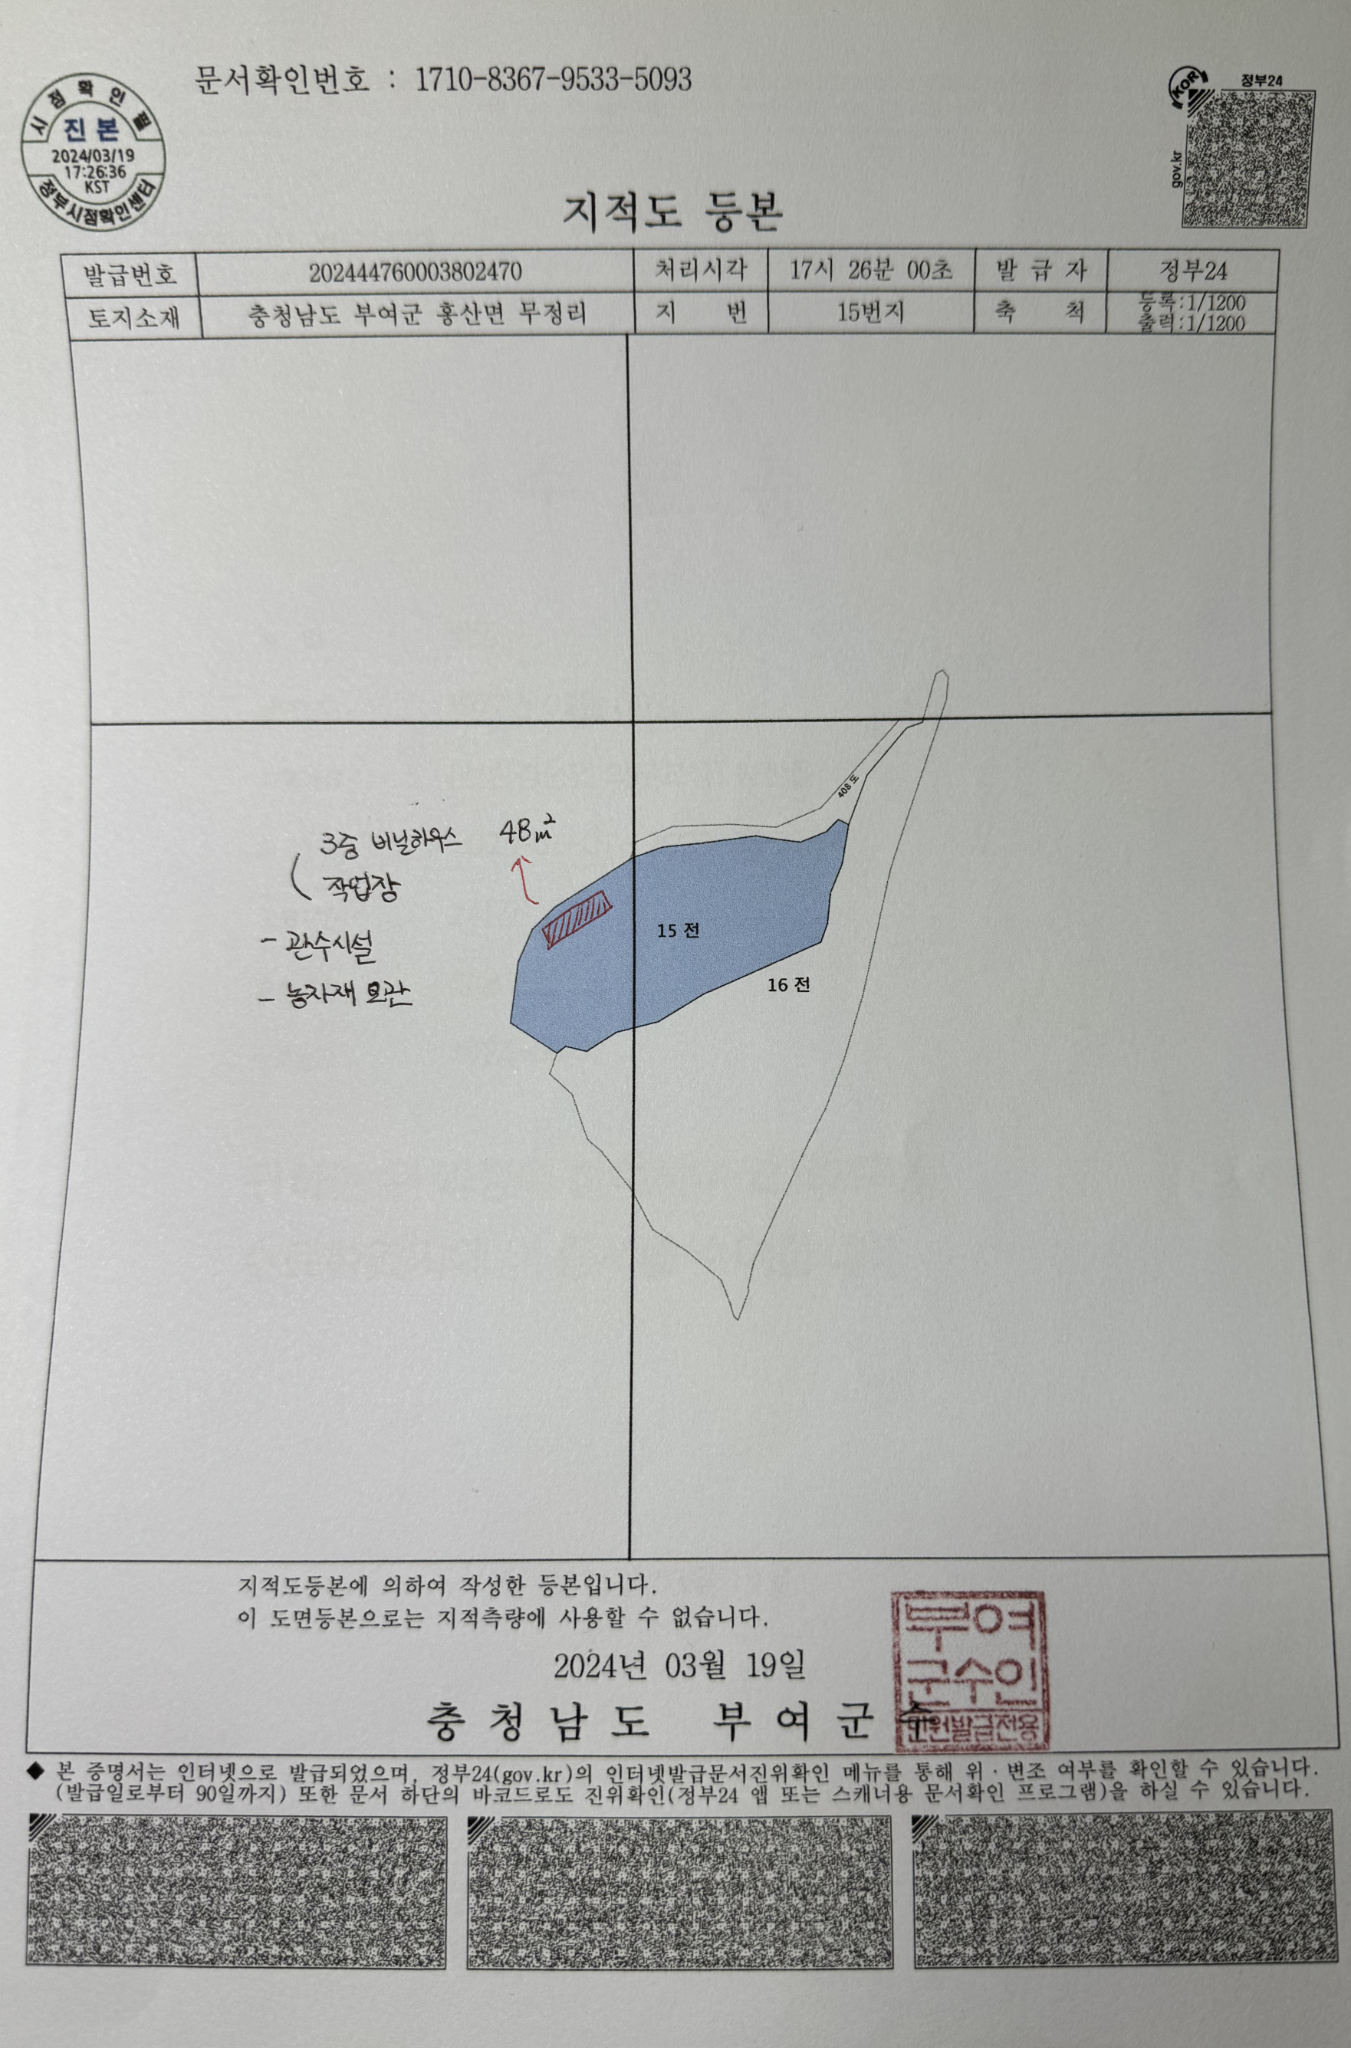 문서확인번호 : 1710-8367-9533-5093
시점확인필
진본
2024/03/19
17:26:36
KST
정부시점확인센터
KOR
정부24
gov.kr
지적도 등본
발급번호 202444760003802470 처리시각 17시 26분 00초 발 급 자 정부24
토지소재 충청남도 부여군 홍산면 무정리 지 번 15번지 축 척 등록:1/1200
출력:1/1200
408 도
3중 비닐하우스 48㎡
작업장
- 관수시설
- 농자재 보관
15 전
16 전
지적도등본에 의하여 작성한 등본입니다.
이 도면등본으로는 지적측량에 사용할 수 없습니다.
2024년 03월 19일
충청남도 부여군수
부여
군수인
민원발급전용
◆ 본 증명서는 인터넷으로 발급되었으며, 정부24(gov.kr)의 인터넷발급문서진위확인 메뉴를 통해 위·변조 여부를 확인할 수 있습니다.
(발급일로부터 90일까지) 또한 문서 하단의 바코드로도 진위확인(정부24 앱 또는 스캐너용 문서확인 프로그램)을 하실 수 있습니다.